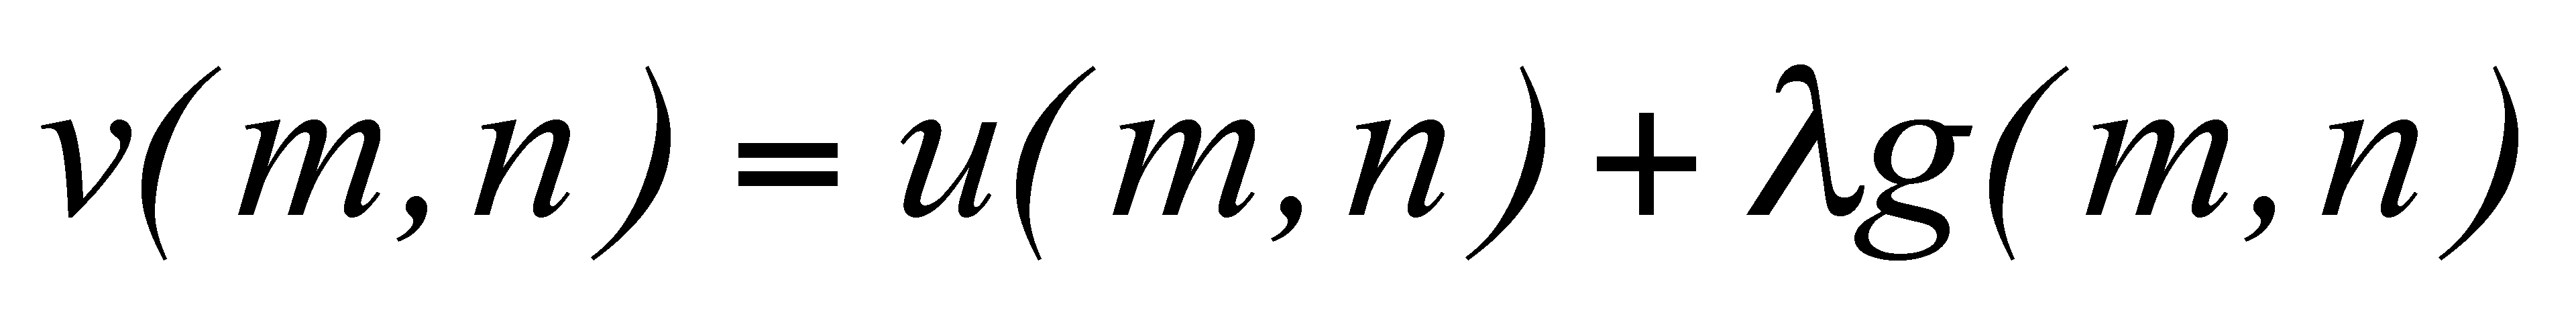 v(m,n) = u(m,n) + λg(m,n)